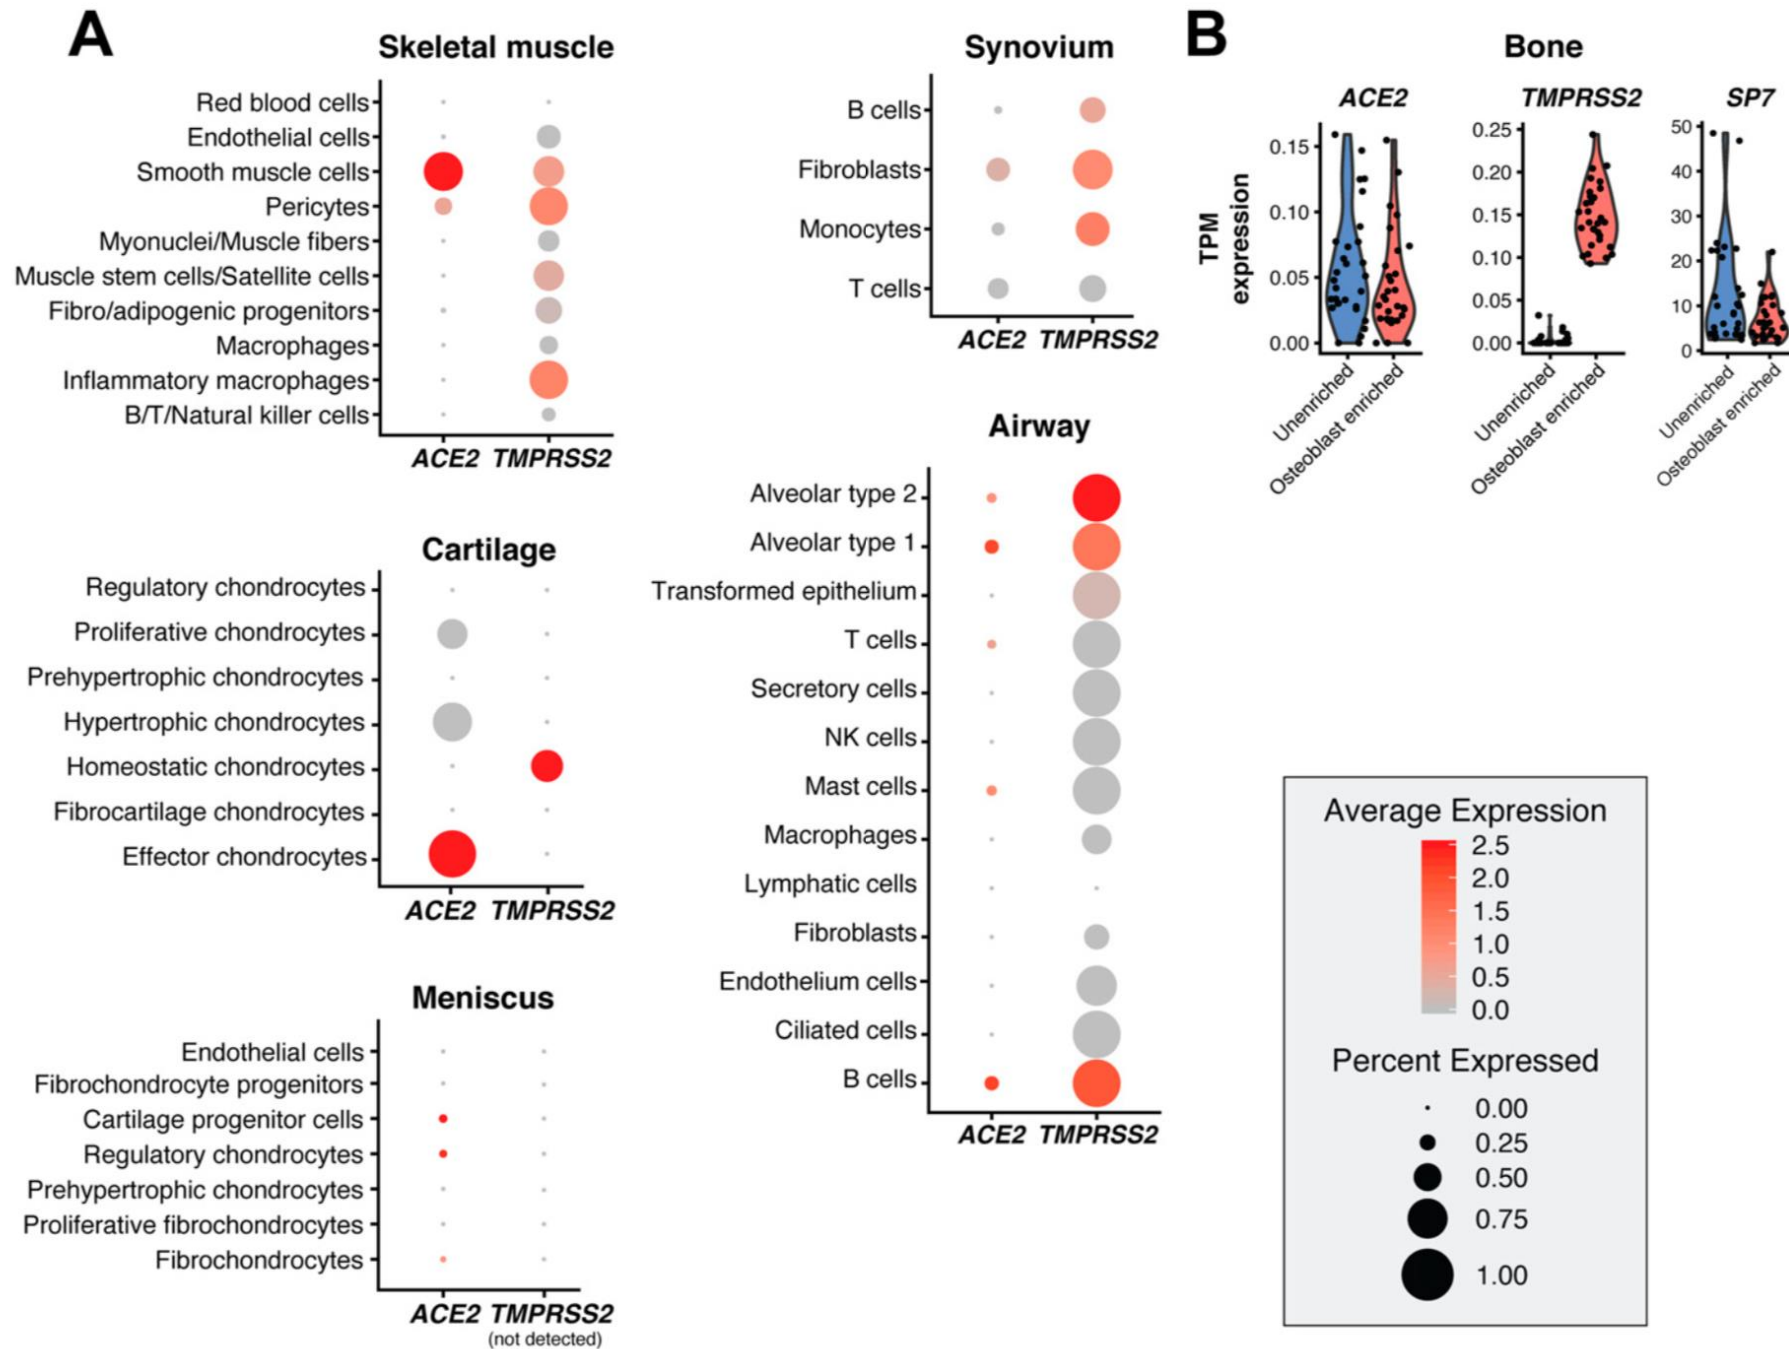 A
Skeletal muscle
Red blood cells
Endothelial cells
Smooth muscle cells
Pericytes
Myonuclei/Muscle fibers
Muscle stem cells/Satellite cells
Fibro/adipogenic progenitors
Macrophages
Inflammatory macrophages
B/T/Natural killer cells
ACE2 TMPRSS2
Cartilage
Regulatory chondrocytes
Proliferative chondrocytes
Prehypertrophic chondrocytes
Hypertrophic chondrocytes
Homeostatic chondrocytes
Fibrocartilage chondrocytes
Effector chondrocytes
ACE2 TMPRSS2
Meniscus
Endothelial cells
Fibrochondrocyte progenitors
Cartilage progenitor cells
Regulatory chondrocytes
Prehypertrophic chondrocytes
Proliferative fibrochondrocytes
Fibrochondrocytes
ACE2 TMPRSS2
(not detected)
Synovium
B cells
Fibroblasts
Monocytes
T cells
ACE2 TMPRSS2
Airway
Alveolar type 2
Alveolar type 1
Transformed epithelium
T cells
Secretory cells
NK cells
Mast cells
Macrophages
Lymphatic cells
Fibroblasts
Endothelium cells
Ciliated cells
B cells
ACE2 TMPRSS2
B
Bone
TPM
expression
ACE2
0.15
0.10
0.05
0.00
Unenriched
Osteoblast enriched
TMPRSS2
0.25
0.20
0.15
0.10
0.05
0.00
Unenriched
Osteoblast enriched
SP7
50
40
30
20
10
0
Unenriched
Osteoblast enriched
Average Expression
2.5
2.0
1.5
1.0
0.5
0.0
Percent Expressed
0.00
0.25
0.50
0.75
1.00